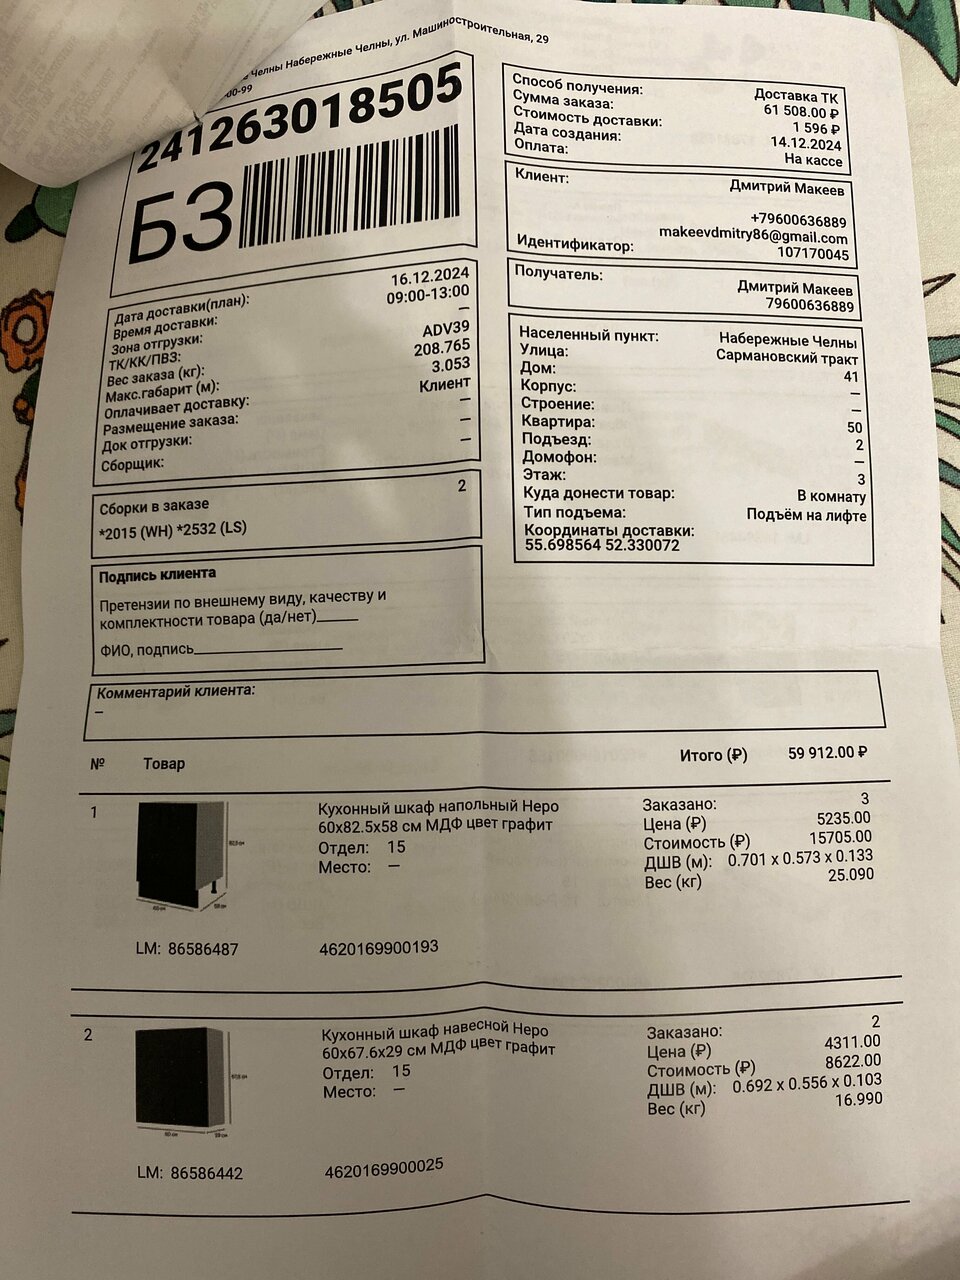 Челны Набережные Челны, ул. Машиностроительная, 29
00-99
241263018505
БЗ
Способ получения: Доставка ТК
Сумма заказа: 61 508.00 ₽
Стоимость доставки: 1 596 ₽
Дата создания: 14.12.2024
Оплата: На кассе
Клиент: Дмитрий Макеев
+79600636889
makeevdmitry86@gmail.com
Идентификатор: 107170045
Получатель: Дмитрий Макеев
79600636889
Дата доставки(план): 16.12.2024
Время доставки: 09:00-13:00
Зона отгрузки: —
ТК/КК/ПВЗ: ADV39
Вес заказа (кг): 208.765
Макс.габарит (м): 3.053
Оплачивает доставку: Клиент
Размещение заказа: —
Док отгрузки: —
Сборщик: —
Населенный пункт: Набережные Челны
Улица: Сармановский тракт
Дом: 41
Корпус: —
Строение: —
Квартира: 50
Подъезд: 2
Домофон: —
Этаж: 3
Куда донести товар: В комнату
Тип подъема: Подъём на лифте
Координаты доставки:
55.698564 52.330072
Сборки в заказе 2
*2015 (WH) *2532 (LS)
Подпись клиента
Претензии по внешнему виду, качеству и
комплектности товара (да/нет)_____
ФИО, подпись__________________
Комментарий клиента:
—
№ Товар Итого (₽) 59 912.00 ₽
1 Кухонный шкаф напольный Неро
60x82.5x58 см МДФ цвет графит
Отдел: 15
Место: —
Заказано: 3
Цена (₽) 5235.00
Стоимость (₽) 15705.00
ДШВ (м): 0.701 x 0.573 x 0.133
Вес (кг) 25.090
LM: 86586487 4620169900193
2 Кухонный шкаф навесной Неро
60x67.6x29 см МДФ цвет графит
Отдел: 15
Место: —
Заказано: 2
Цена (₽) 4311.00
Стоимость (₽) 8622.00
ДШВ (м): 0.692 x 0.556 x 0.103
Вес (кг) 16.990
LM: 86586442 4620169900025